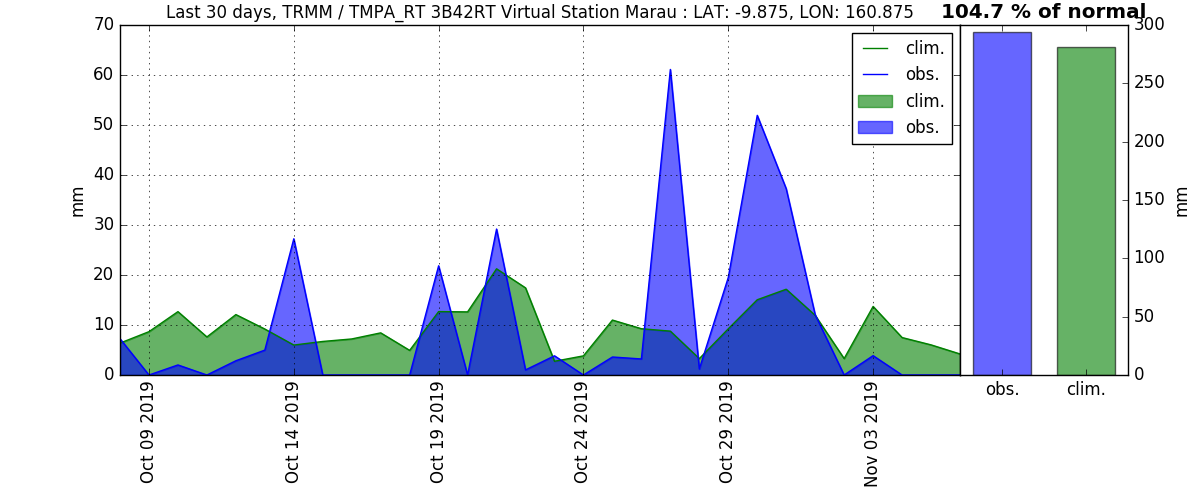 Last 30 days, TRMM / TMPA_RT 3B42RT Virtual Station Marau : LAT: -9.875, LON: 160.875
104.7 % of normal
70
60
50
40
30
20
10
0
mm
clim.
obs.
clim.
obs.
300
250
200
150
100
50
0
mm
Oct 09 2019
Oct 14 2019
Oct 19 2019
Oct 24 2019
Oct 29 2019
Nov 03 2019
obs.
clim.